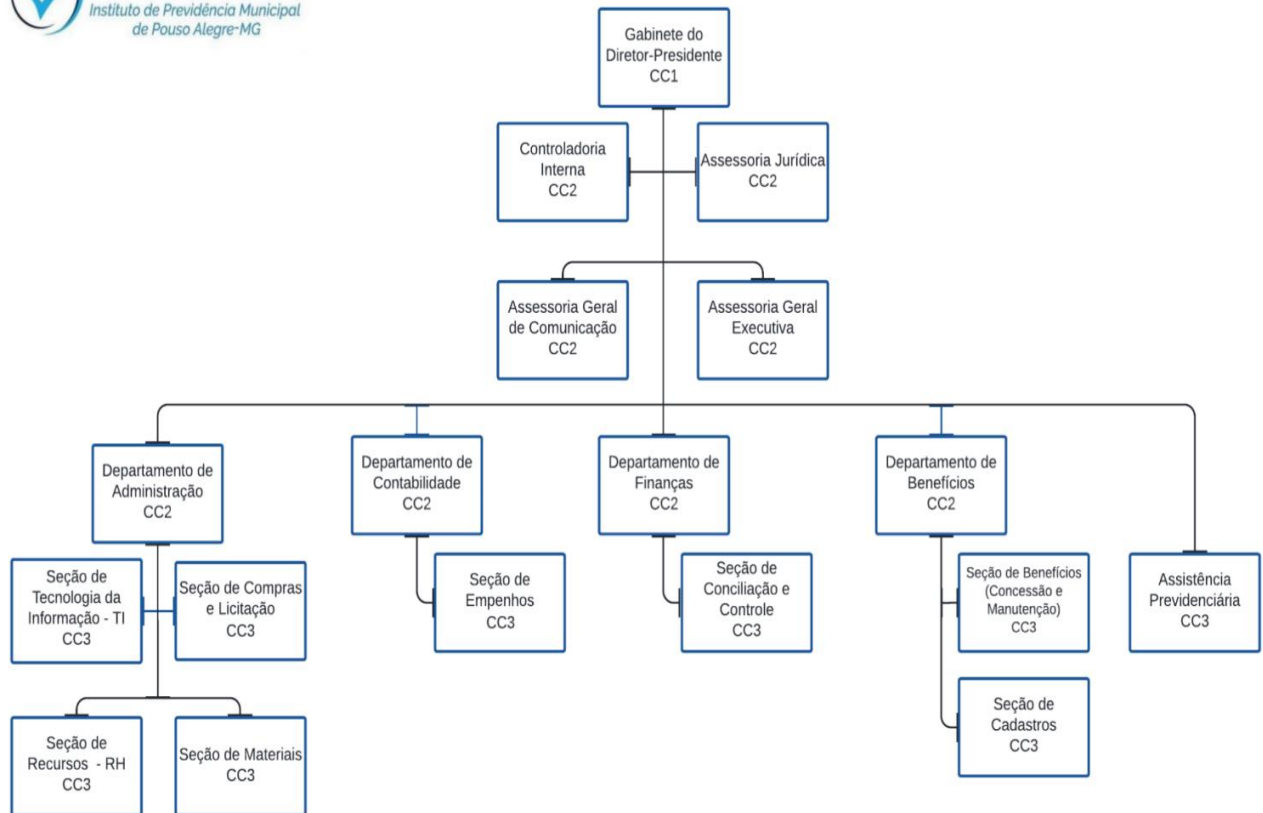 Instituto de Previdência Municipal
de Pouso Alegre-MG
Gabinete do
Diretor-Presidente
CC1
Controladoria
Interna
CC2
Assessoria Jurídica
CC2
Assessoria Geral
de Comunicação
CC2
Assessoria Geral
Executiva
CC2
Departamento de
Administração
CC2
Departamento de
Contabilidade
CC2
Departamento de
Finanças
CC2
Departamento de
Benefícios
CC2
Seção de
Tecnologia da
Informação - TI
CC3
Seção de Compras
e Licitação
CC3
Seção de
Empenhos
CC3
Seção de
Conciliação e
Controle
CC3
Seção de Benefícios
(Concessão e
Manutenção)
CC3
Assistência
Previdenciária
CC3
Seção de
Recursos - RH
CC3
Seção de Materiais
CC3
Seção de
Cadastros
CC3